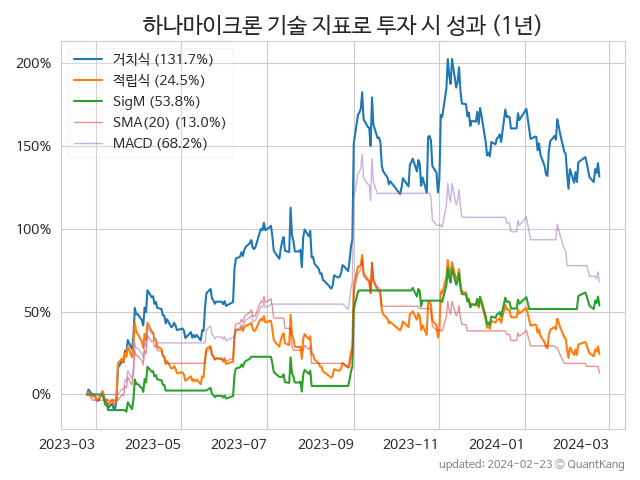 하나마이크론 기술 지표로 투자 시 성과 (1년)
거치식 (131.7%)
적립식 (24.5%)
SigM (53.8%)
SMA(20) (13.0%)
MACD (68.2%)
200%
150%
100%
50%
0%
2023-03 2023-05 2023-07 2023-09 2023-11 2024-01 2024-03
updated: 2024-02-23 © QuantKang